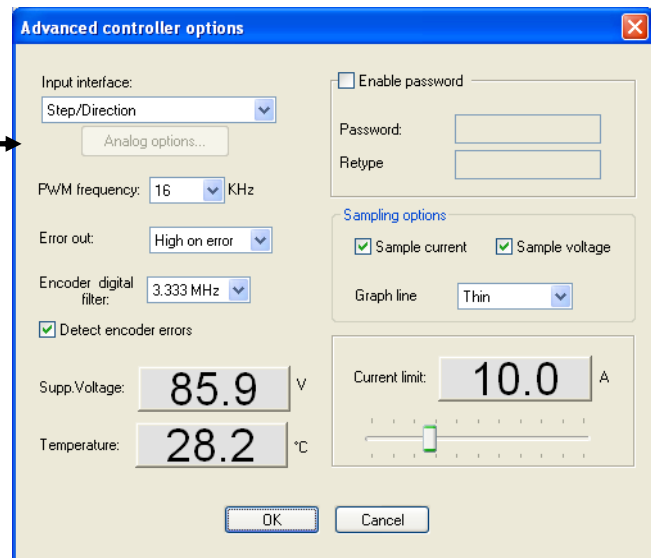 Advanced controller options
Input interface:
Step/Direction
Analog options...
PWM frequency: 16 KHz
Error out: High on error
Encoder digital
filter: 3.333 MHz
Detect encoder errors
Supp.Voltage: 85.9 V
Temperature: 28.2 °C
Enable password
Password:
Retype
Sampling options
Sample current Sample voltage
Graph line Thin
Current limit: 10.0 A
OK Cancel